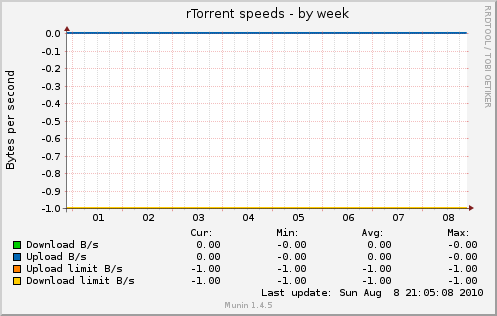 rTorrent speeds - by week
RRDTOOL / TOBI OETIKER
Bytes per second
0.0
-0.1
-0.2
-0.3
-0.4
-0.5
-0.6
-0.7
-0.8
-0.9
-1.0
01 02 03 04 05 06 07 08
Cur: Min: Avg: Max:
Download B/s 0.00 -0.00 0.00 -0.00
Upload B/s 0.00 -0.00 0.00 -0.00
Upload limit B/s -1.00 -1.00 -1.00 -1.00
Download limit B/s -1.00 -1.00 -1.00 -1.00
Last update: Sun Aug 8 21:05:08 2010
Munin 1.4.5